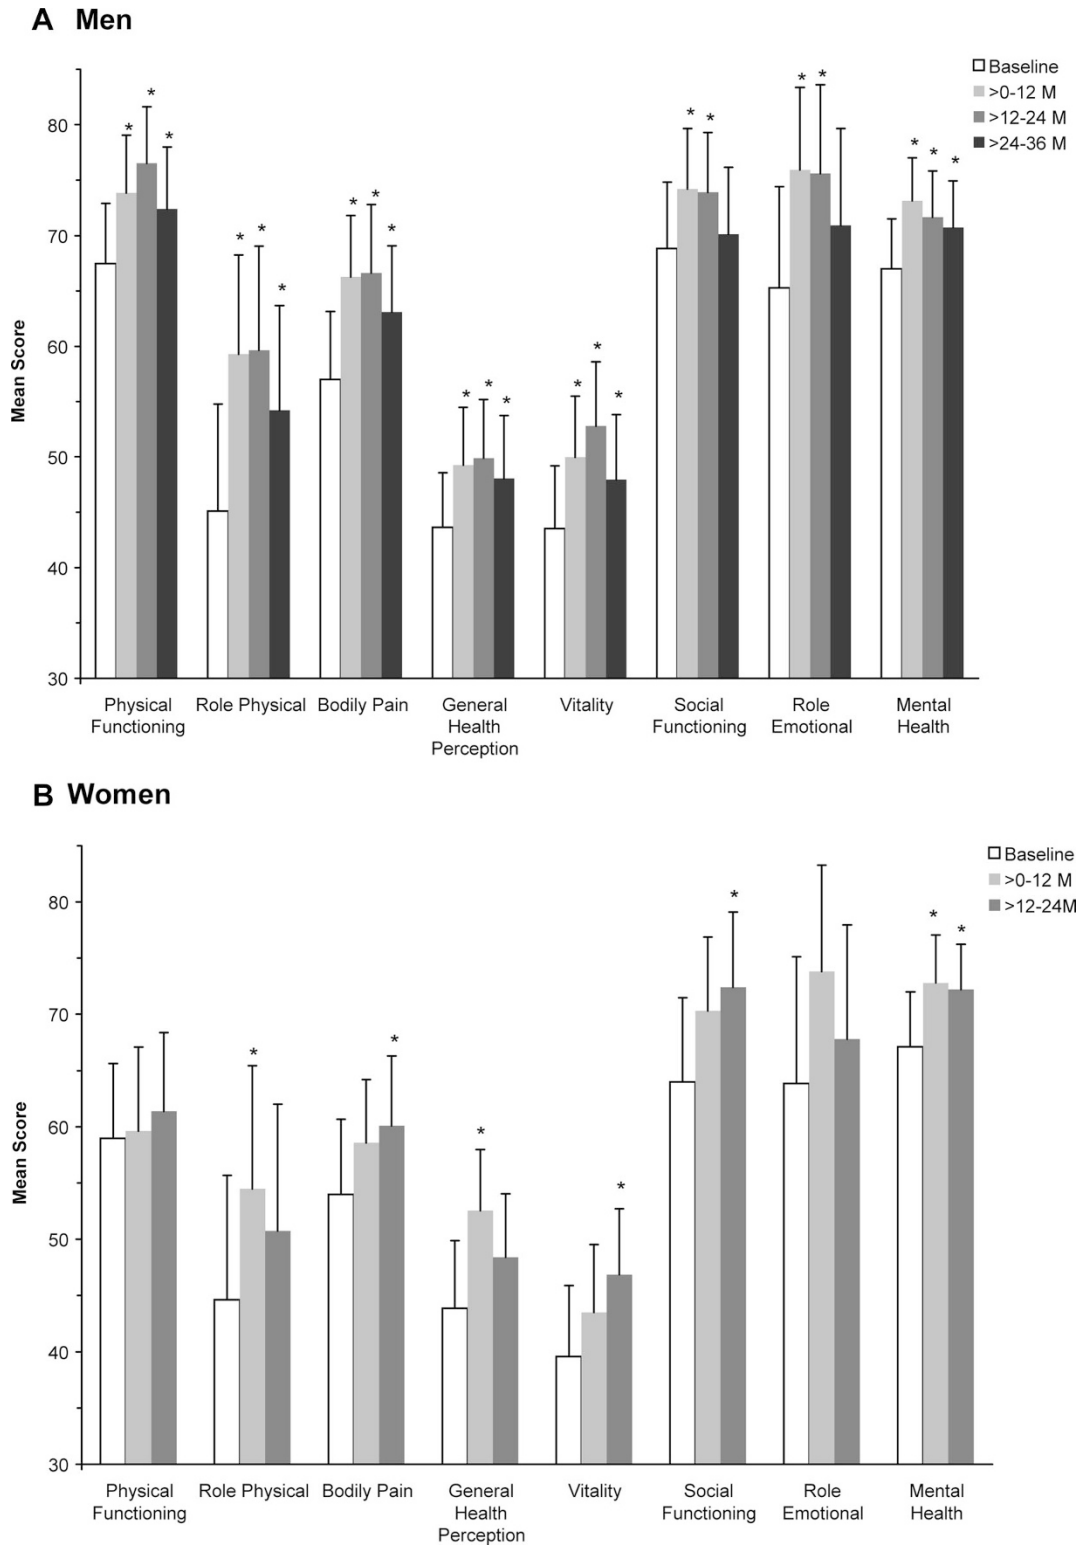 A Men
Baseline
>0-12 M
>12-24 M
>24-36 M
80
70
60
50
40
30
Mean Score
* * *
* * *
* * *
* * *
* * *
* *
* *
* * *
Physical Functioning
Role Physical
Bodily Pain
General Health Perception
Vitality
Social Functioning
Role Emotional
Mental Health
B Women
Baseline
>0-12 M
>12-24M
80
70
60
50
40
30
Mean Score
*
*
*
*
*
* *
Physical Functioning
Role Physical
Bodily Pain
General Health Perception
Vitality
Social Functioning
Role Emotional
Mental Health